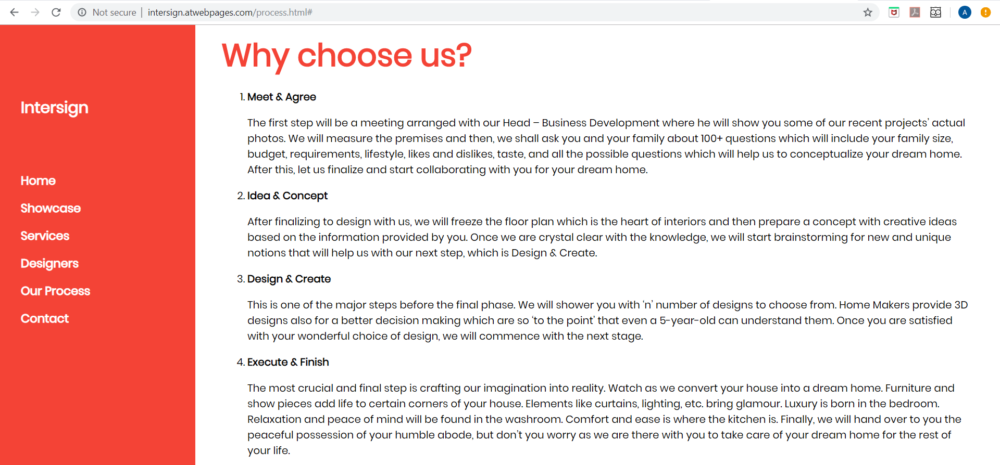 Not secure | intersign.atwebpages.com/process.html#
A
Why choose us?
Intersign
Home
Showcase
Services
Designers
Our Process
Contact
1. Meet & Agree
The first step will be a meeting arranged with our Head – Business Development where he will show you some of our recent projects’ actual
photos. We will measure the premises and then, we shall ask you and your family about 100+ questions which will include your family size,
budget, requirements, lifestyle, likes and dislikes, taste, and all the possible questions which will help us to conceptualize your dream home.
After this, let us finalize and start collaborating with you for your dream home.
2. Idea & Concept
After finalizing to design with us, we will freeze the floor plan which is the heart of interiors and then prepare a concept with creative ideas
based on the information provided by you. Once we are crystal clear with the knowledge, we will start brainstorming for new and unique
notions that will help us with our next step, which is Design & Create.
3. Design & Create
This is one of the major steps before the final phase. We will shower you with ‘n’ number of designs to choose from. Home Makers provide 3D
designs also for a better decision making which are so ‘to the point’ that even a 5-year-old can understand them. Once you are satisfied
with your wonderful choice of design, we will commence with the next stage.
4. Execute & Finish
The most crucial and final step is crafting our imagination into reality. Watch as we convert your house into a dream home. Furniture and
show pieces add life to certain corners of your house. Elements like curtains, lighting, etc. bring glamour. Luxury is born in the bedroom.
Relaxation and peace of mind will be found in the washroom. Comfort and ease is where the kitchen is. Finally, we will hand over to you the
peaceful possession of your humble abode, but don’t you worry as we are there with you to take care of your dream home for the rest of
your life.